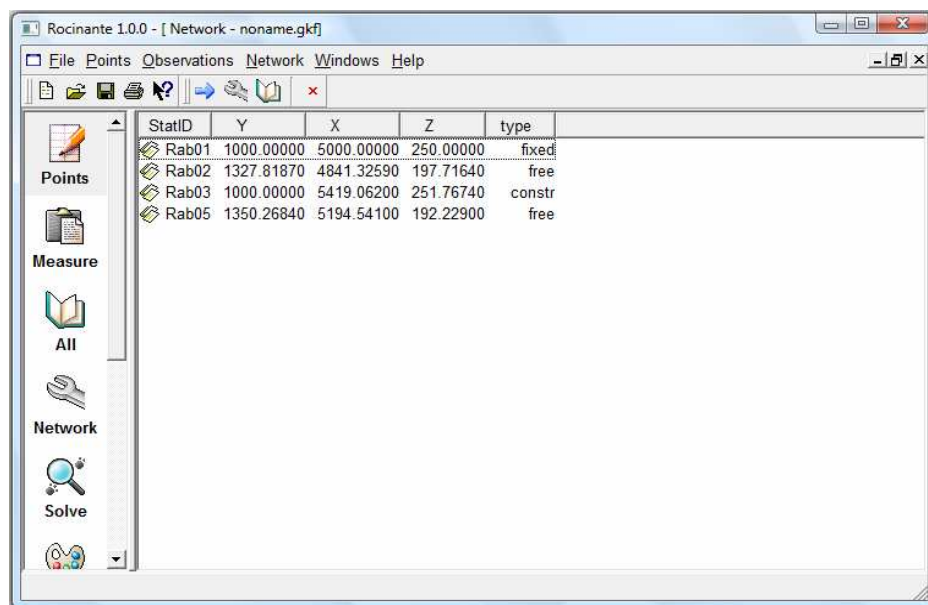 Rocinante 1.0.0 - [ Network - noname.gkf]
File Points Observations Network Windows Help
StatID Y X Z type
Rab01 1000.00000 5000.00000 250.00000 fixed
Rab02 1327.81870 4841.32590 197.71640 free
Rab03 1000.00000 5419.06200 251.76740 constr
Rab05 1350.26840 5194.54100 192.22900 free
Points
Measure
All
Network
Solve